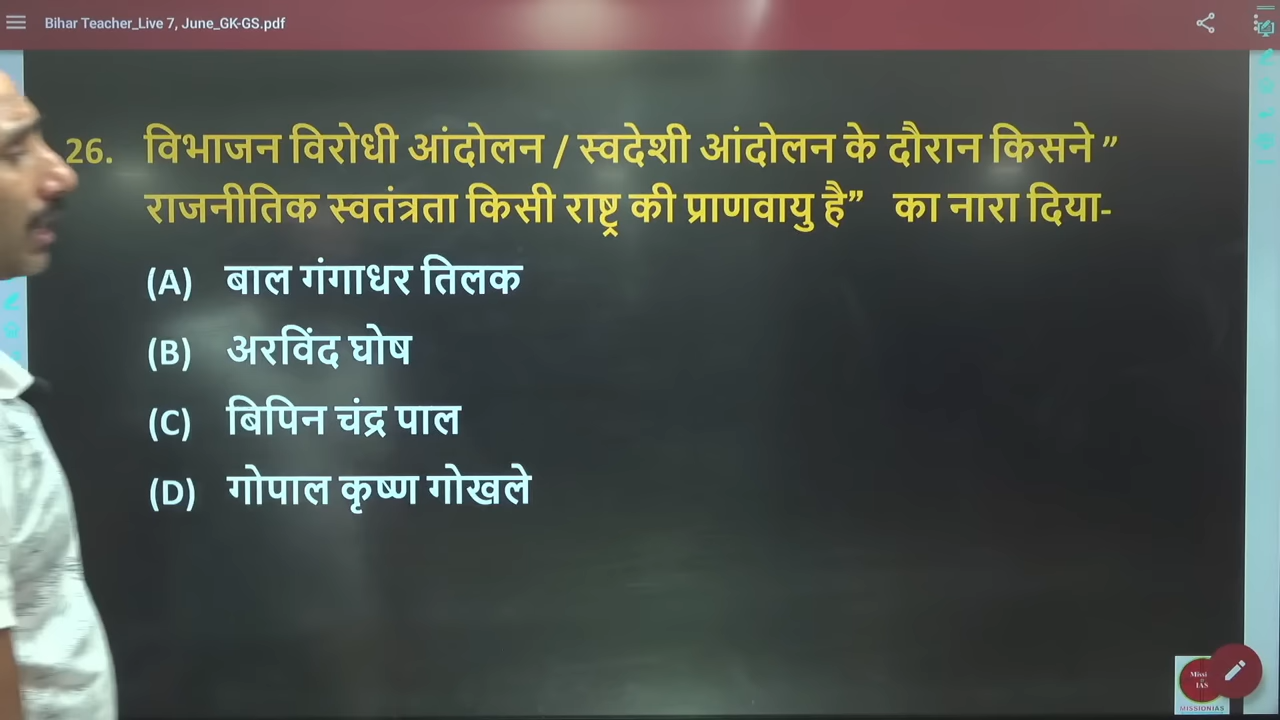 Bihar Teacher_Live 7, June_GK-GS.pdf
26. विभाजन विरोधी आंदोलन / स्वदेशी आंदोलन के दौरान किसने ”
राजनीतिक स्वतंत्रता किसी राष्ट्र की प्राणवायु है” का नारा दिया-
(A) बाल गंगाधर तिलक
(B) अरविंद घोष
(C) बिपिन चंद्र पाल
(D) गोपाल कृष्ण गोखले
IAS
MISSIONIAS